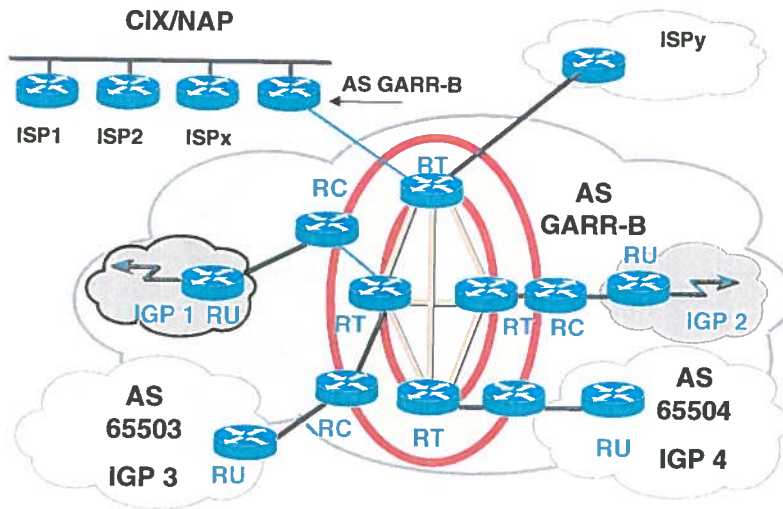 CIX/NAP
ISPy
AS GARR-B
ISP1
ISP2
ISPx
RT
RC
AS
GARR-B
RU
IGP 1
RU
RT
RT
RC
IGP 2
AS
65503
RC
RT
AS
65504
RU
IGP 3
RU
IGP 4